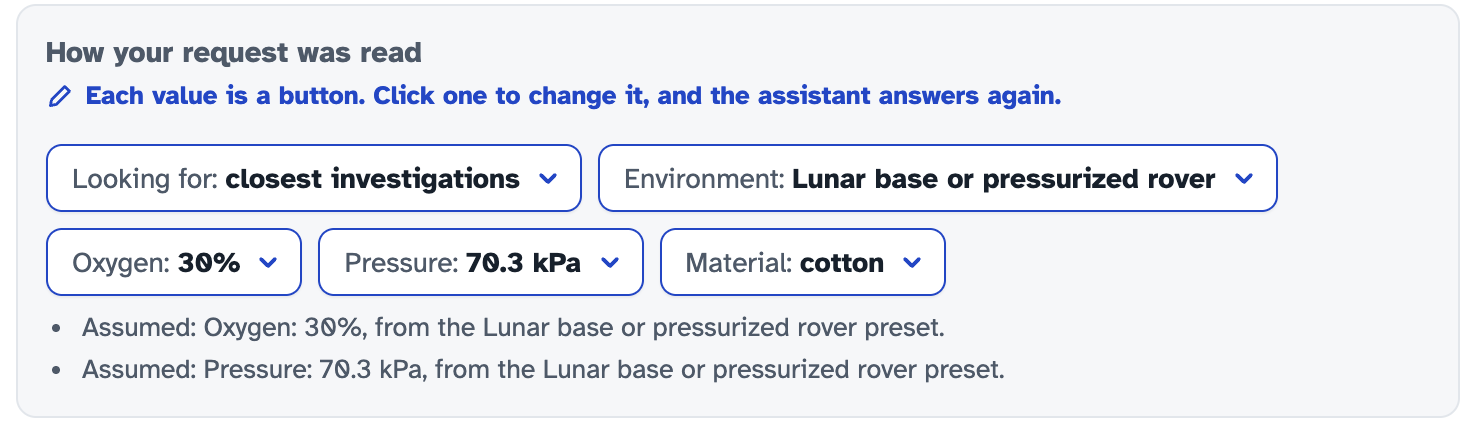 How your request was read
Each value is a button. Click one to change it, and the assistant answers again.
Looking for: closest investigations
Environment: Lunar base or pressurized rover
Oxygen: 30%
Pressure: 70.3 kPa
Material: cotton
• Assumed: Oxygen: 30%, from the Lunar base or pressurized rover preset.
• Assumed: Pressure: 70.3 kPa, from the Lunar base or pressurized rover preset.